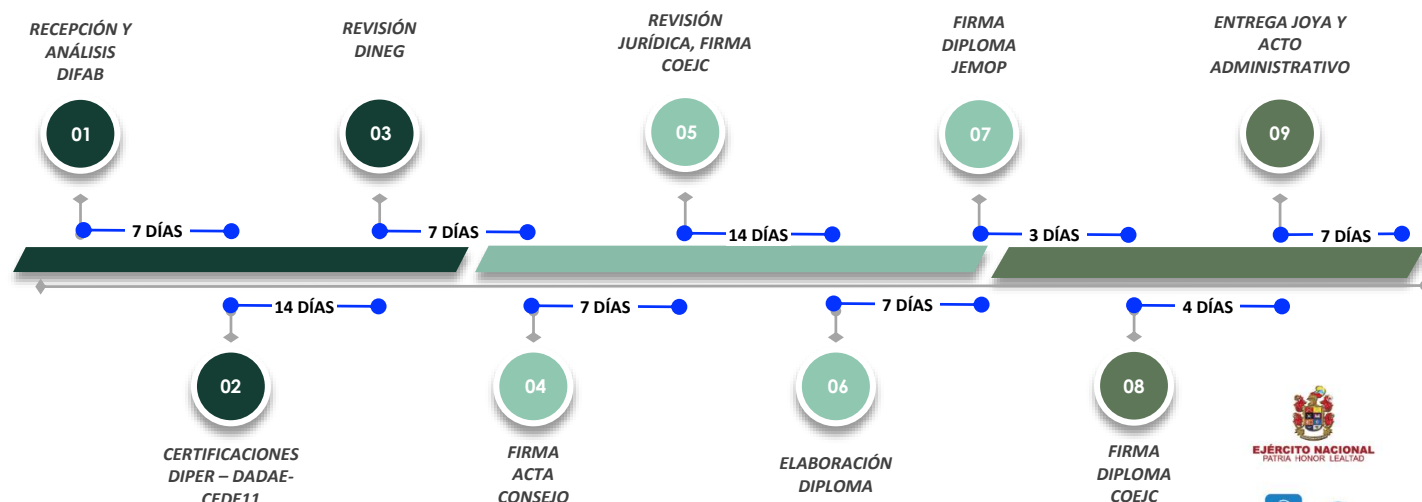 RECEPCIÓN Y
ANÁLISIS
DIFAB
REVISIÓN
DINEG
REVISIÓN
JURÍDICA, FIRMA
COEJC
FIRMA
DIPLOMA
JEMOP
ENTREGA JOYA Y
ACTO
ADMINISTRATIVO
01
03
05
07
09
7 DÍAS
7 DÍAS
14 DÍAS
3 DÍAS
7 DÍAS
14 DÍAS
7 DÍAS
7 DÍAS
4 DÍAS
02
04
06
08
CERTIFICACIONES
DIPER – DADAE-
CEDE11
FIRMA
ACTA
CONSEJO
ELABORACIÓN
DIPLOMA
FIRMA
DIPLOMA
COEJC
EJÉRCITO NACIONAL
PATRIA HONOR LEALTAD